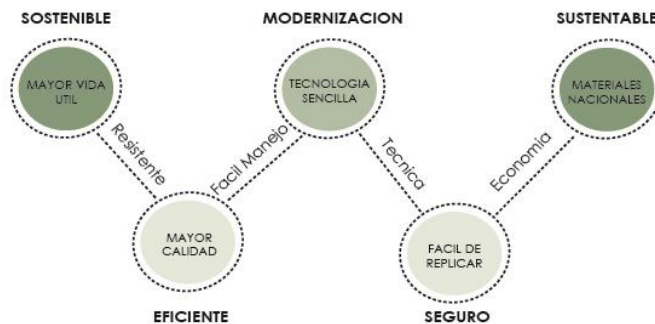 SOSTENIBLE
MODERNIZACION
SUSTENTABLE
MAYOR VIDA
UTIL
TECNOLOGIA
SENCILLA
MATERIALES
NACIONALES
Resistente
Facil Manejo
Tecnica
Economia
MAYOR
CALIDAD
FACIL DE
REPLICAR
EFICIENTE
SEGURO